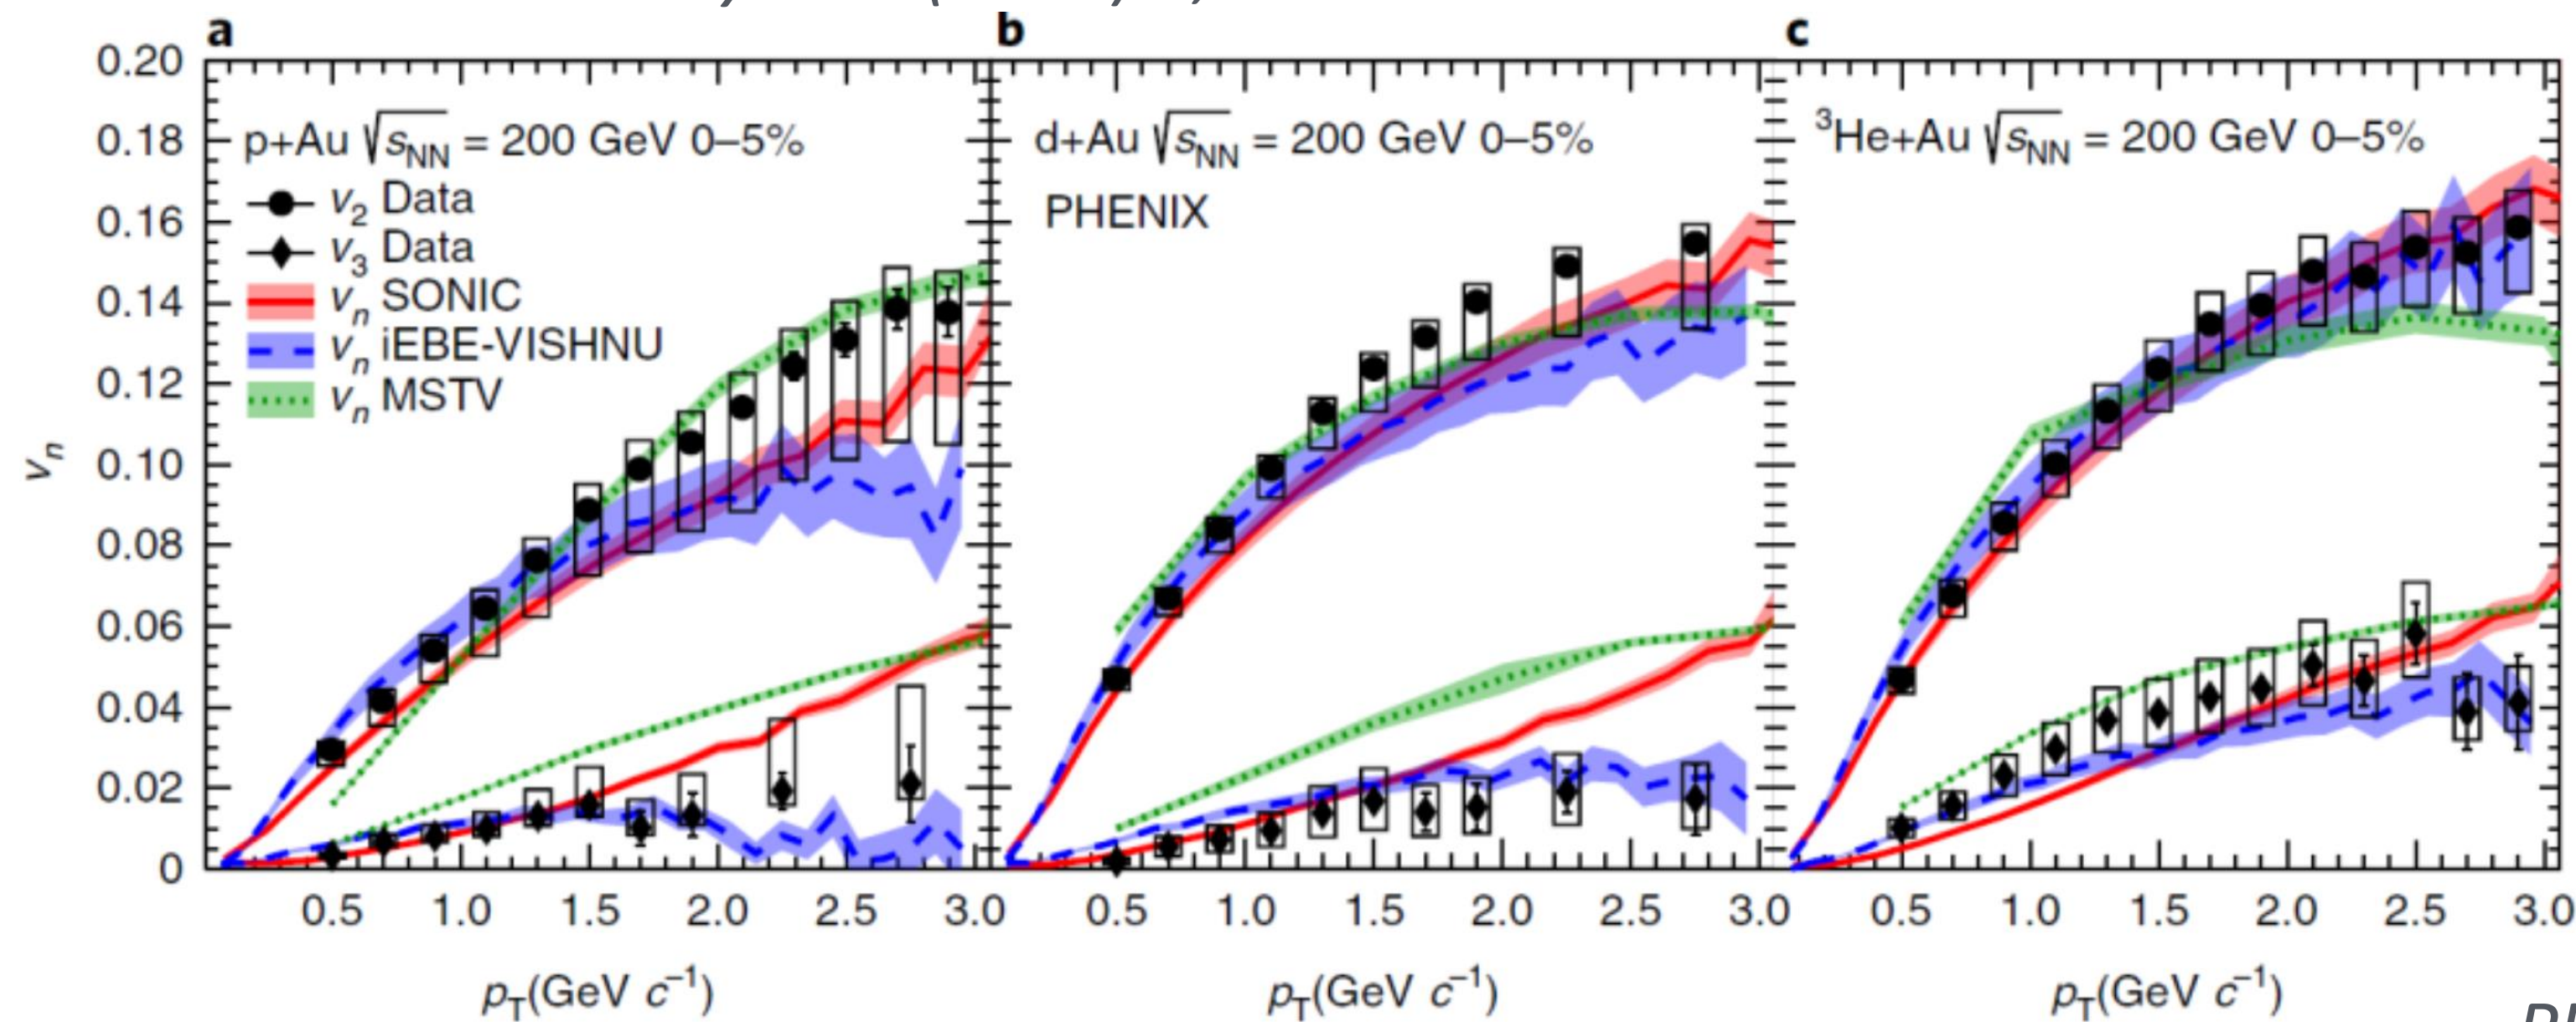 a
b
c
0.20
0.18
0.16
0.14
0.12
0.10
0.08
0.06
0.04
0.02
0
vn
p+Au √sNN = 200 GeV 0–5%
v2 Data
v3 Data
vn SONIC
vn iEBE-VISHNU
vn MSTV
d+Au √sNN = 200 GeV 0–5%
PHENIX
3He+Au √sNN = 200 GeV 0–5%
0.5 1.0 1.5 2.0 2.5 3.0
0.5 1.0 1.5 2.0 2.5 3.0
0.5 1.0 1.5 2.0 2.5 3.0
pT(GeV c−1)
pT(GeV c−1)
pT(GeV c−1)